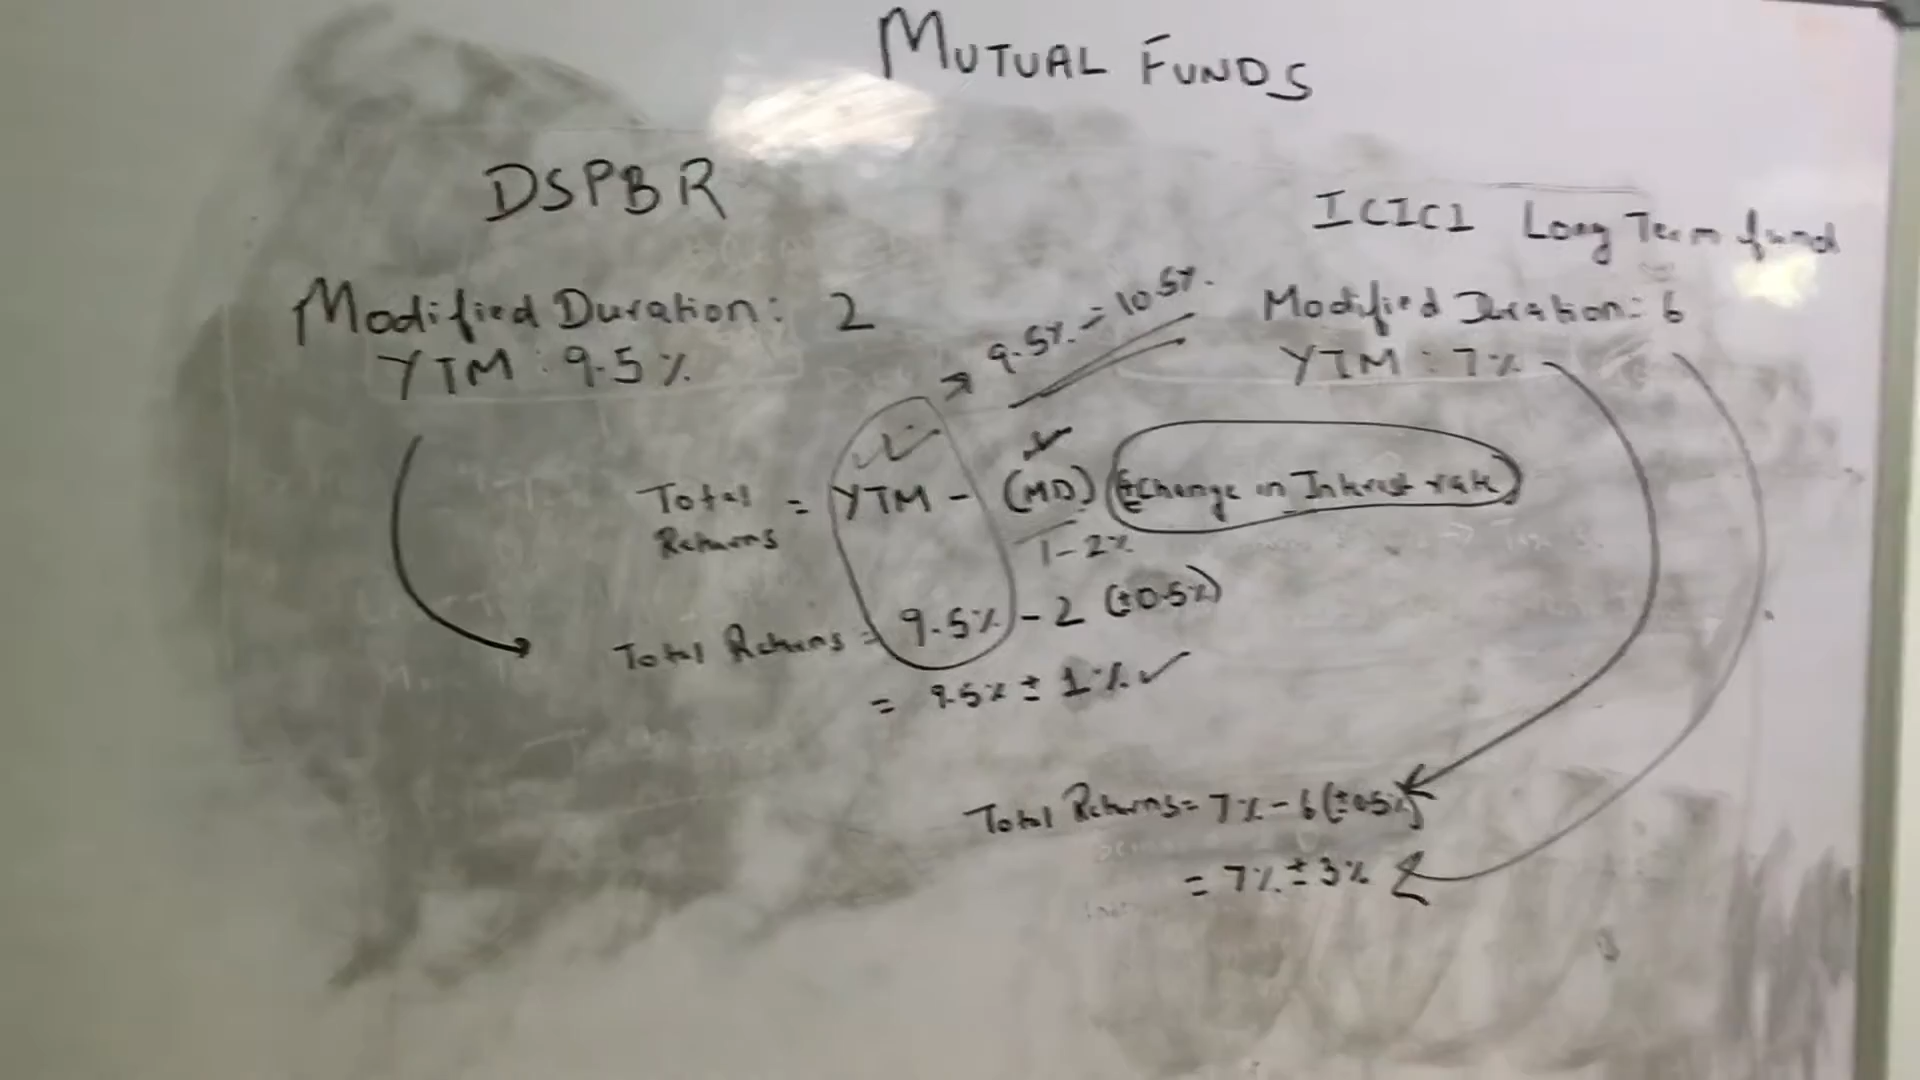 MUTUAL FUNDS
DSPBR
Modified Duration: 2
YTM : 9.5%
ICICI Long Term fund
Modified Duration: 6
YTM : 7%
→ 9.5% - 10.5%.
Total Returns = YTM - (MD) (±Change in Interest rate)
1-2%
Total Returns = 9.5% - 2 (±0.5%)
= 9.5% ± 1%
Total Returns = 7% - 6 (±0.5%)
= 7% ± 3%